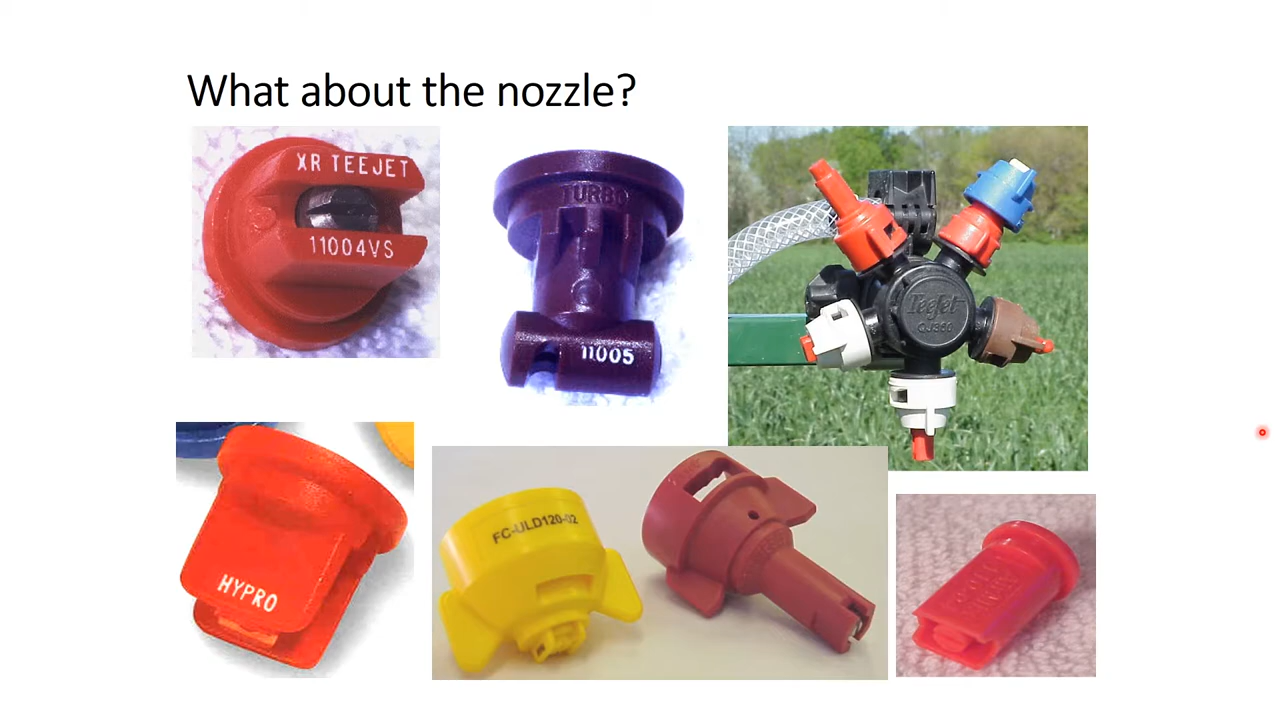 What about the nozzle?
XR TEEJET
11004VS
TURBO
11005
TeeJet
QJ360
HYPRO
FC-ULD120-02